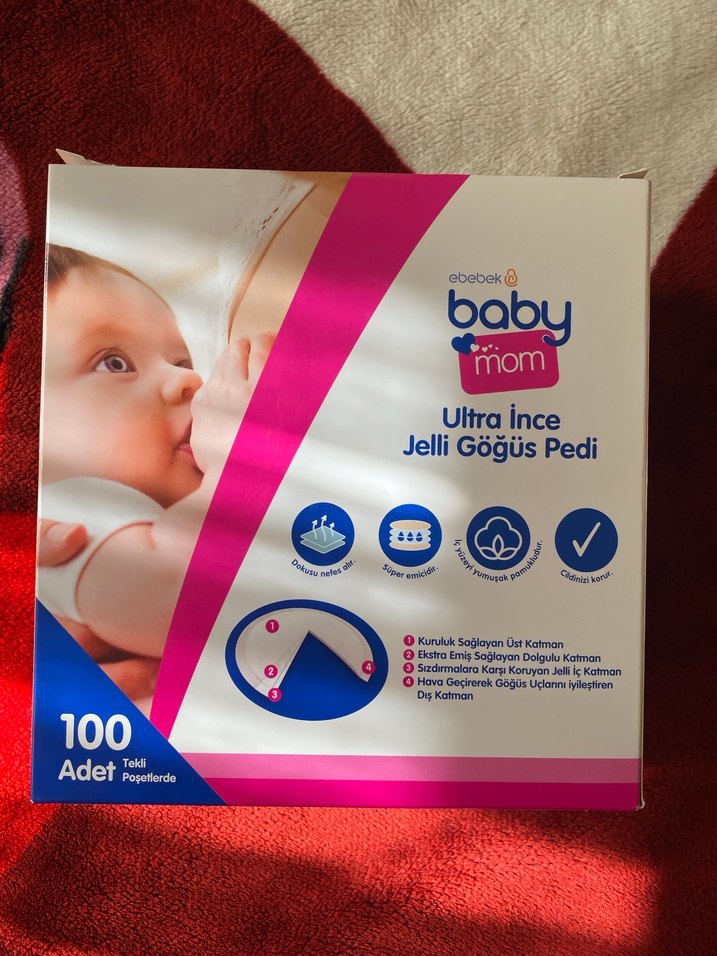 ebebek
baby
mom
Ultra İnce
Jelli Göğüs Pedi
Dokusu nefes alır.
Süper emicidir.
İç yüzeyi yumuşak pamukludur.
Cildinizi korur.
1
2
3
4
1 Kuruluk Sağlayan Üst Katman
2 Ekstra Emiş Sağlayan Dolgulu Katman
3 Sızdırmalara Karşı Koruyan Jelli İç Katman
4 Hava Geçirerek Göğüs Uçlarını iyileştiren
Dış Katman
100
Adet Tekli
Poşetlerde